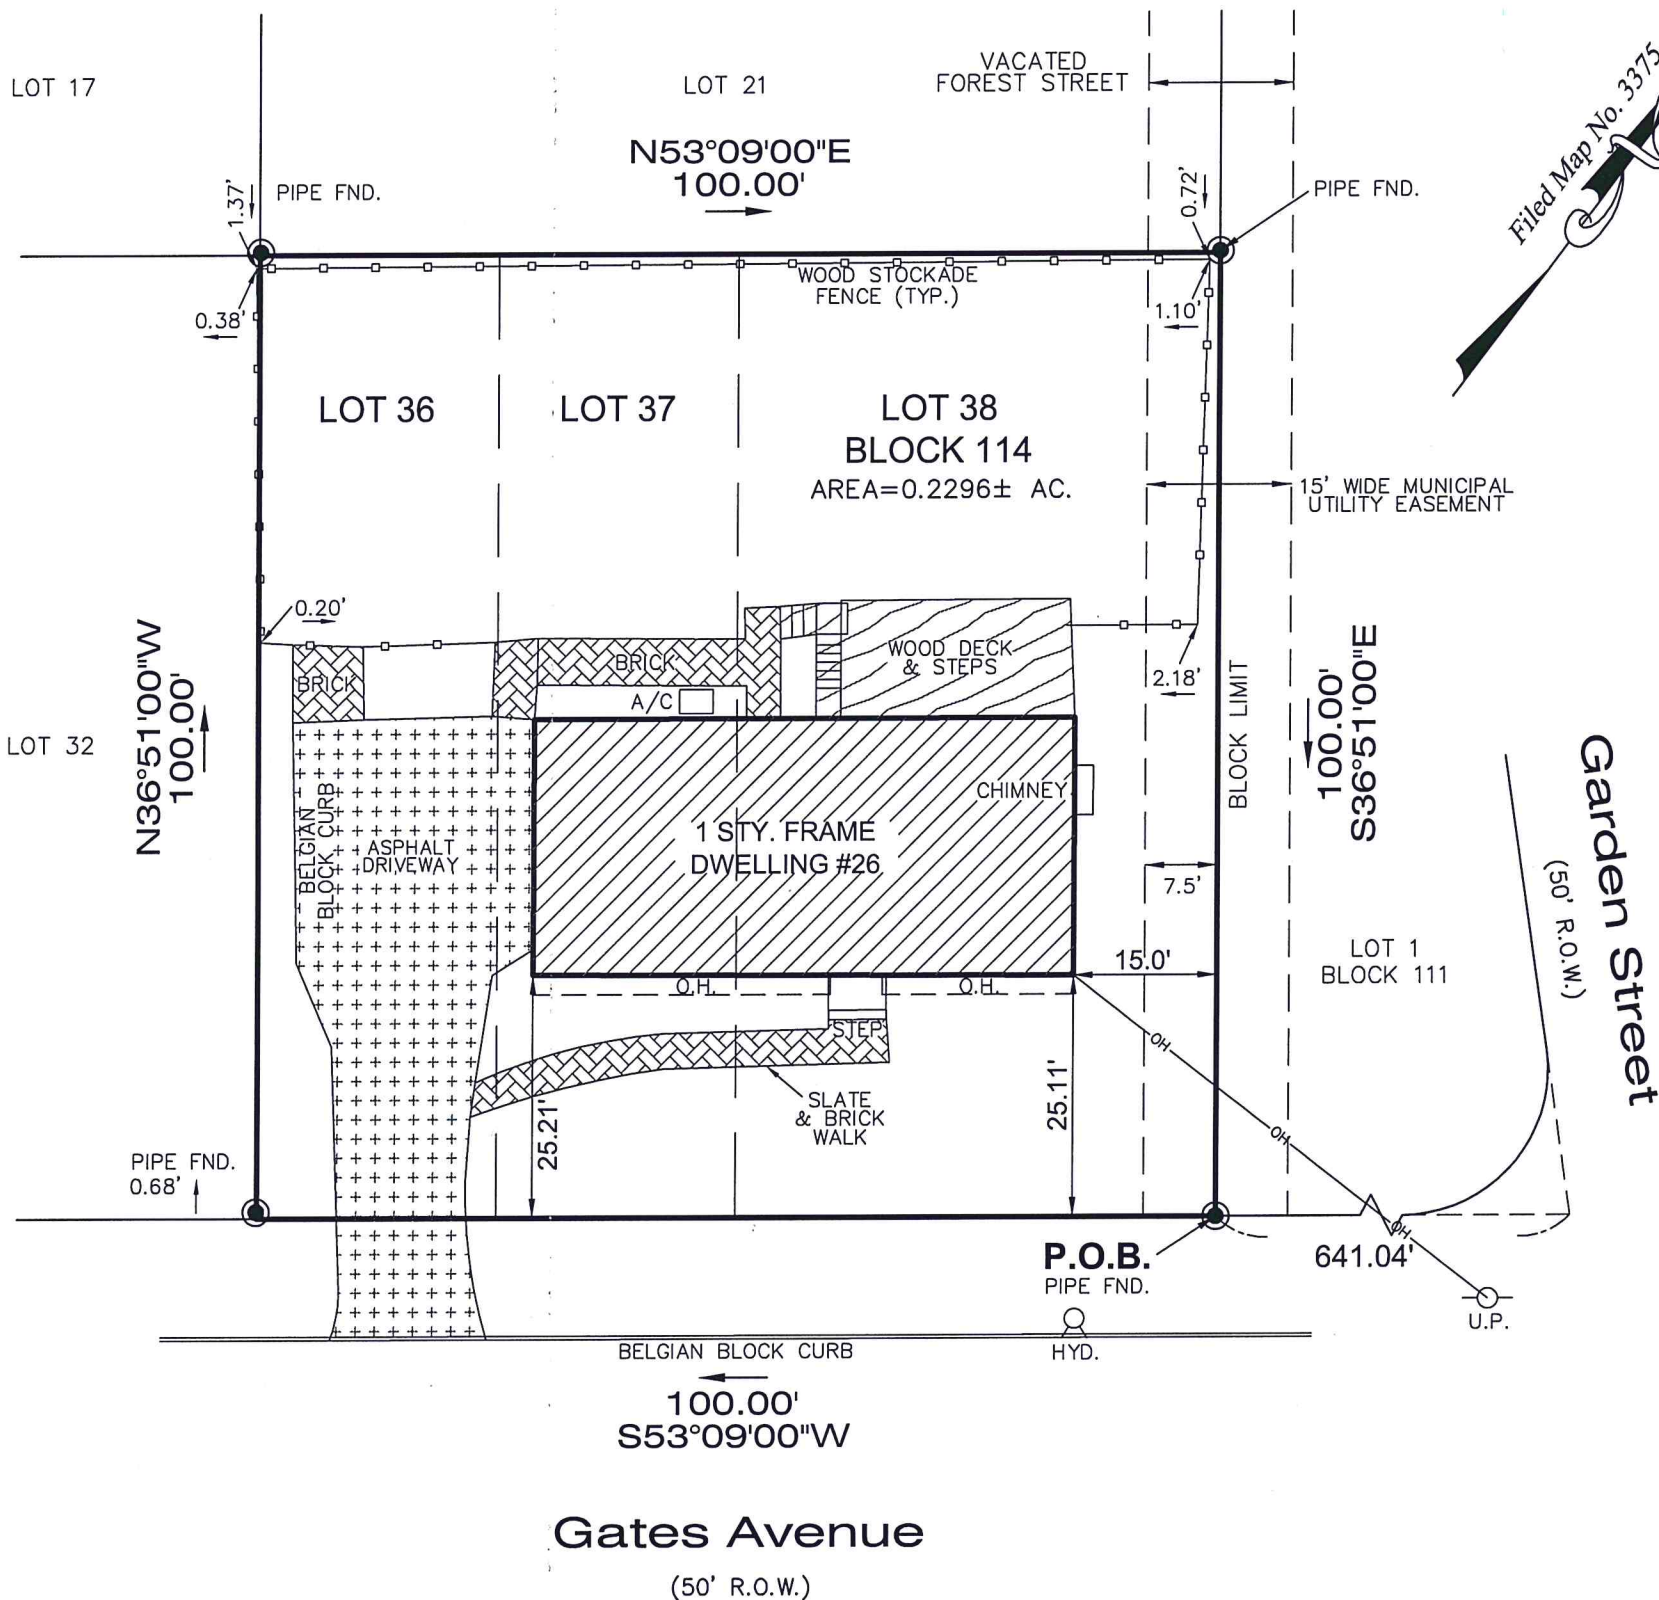 LOT 17
LOT 21
VACATED
FOREST STREET
Filed Map No. 3375
N53°09'00"E
100.00'
1.37'
PIPE FND.
0.72'
PIPE FND.
WOOD STOCKADE
FENCE (TYP.)
0.38'
1.10'
LOT 36
LOT 37
LOT 38
BLOCK 114
AREA=0.2296± AC.
15' WIDE MUNICIPAL
UTILITY EASEMENT
0.20'
BRICK
BRICK
A/C
WOOD DECK
& STEPS
2.18'
BLOCK LIMIT
N36°51'00"W
100.00'
100.00'
S36°51'00"E
LOT 32
BELGIAN
BLOCK CURB
ASPHALT
DRIVEWAY
1 STY. FRAME
DWELLING #26
CHIMNEY
7.5'
Garden Street
(50' R.O.W.)
LOT 1
BLOCK 111
15.0'
O.H.
O.H.
STEP
OH
OH
OH
SLATE
& BRICK
WALK
25.21'
25.11'
PIPE FND.
0.68'
P.O.B.
PIPE FND.
641.04'
U.P.
HYD.
BELGIAN BLOCK CURB
100.00'
S53°09'00"W
Gates Avenue
(50' R.O.W.)